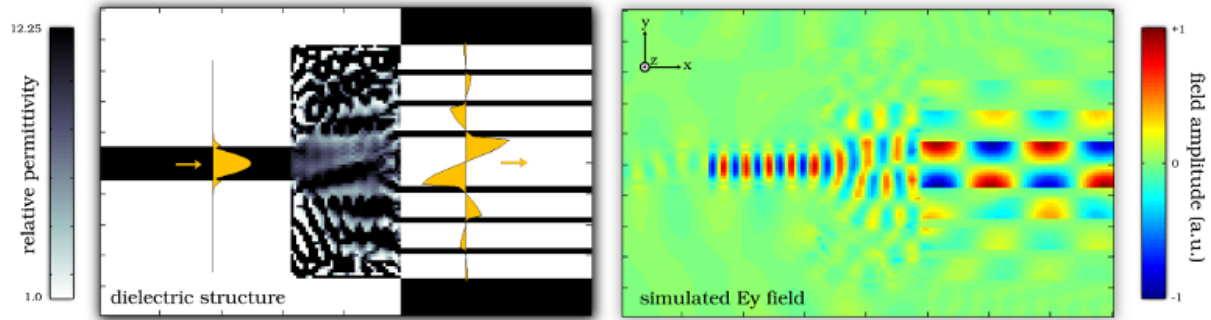 12.25
relative permittivity
1.0
dielectric structure
y
z
x
simulated Ey field
+1
0
-1
field amplitude (a.u.)